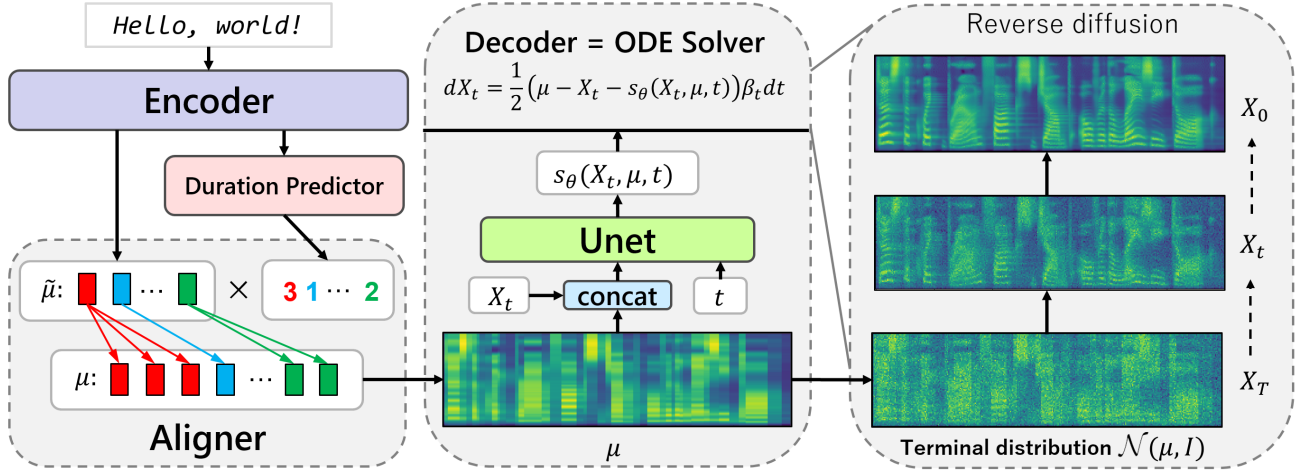 Hello, world!
Encoder
Duration Predictor
μ̃: ··· × 3 1 ··· 2
μ: ···
Aligner
Decoder = ODE Solver
dX_t = \frac{1}{2}(μ − X_t − s_θ(X_t, μ, t))β_t dt
s_θ(X_t, μ, t)
Unet
X_t concat t
μ
Reverse diffusion
X_0
X_t
X_T
Terminal distribution 𝒩(μ, I)